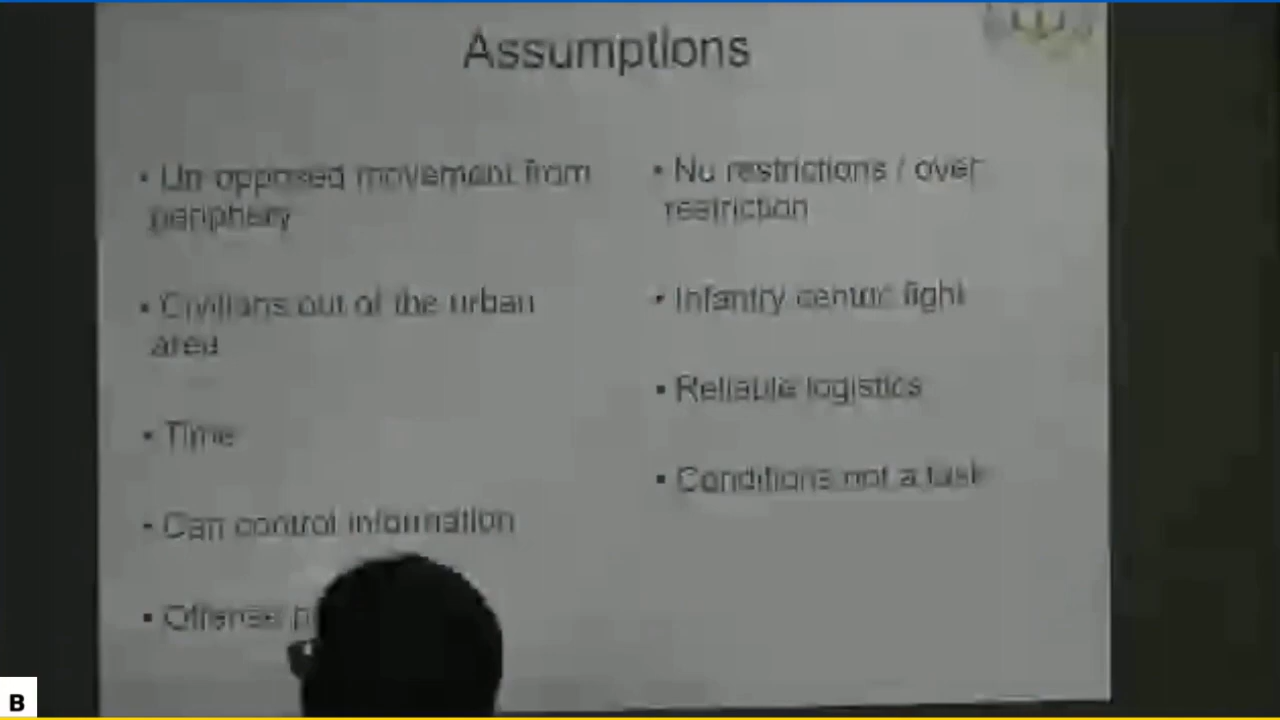 Assumptions
• Un opposed movement from
periphery
• Civilians out of the urban
area
• Time
• Can control information
• Offense
• No restrictions / over
restriction
• Infantry centric fight
• Reliable logistics
• Conditions not a task
B